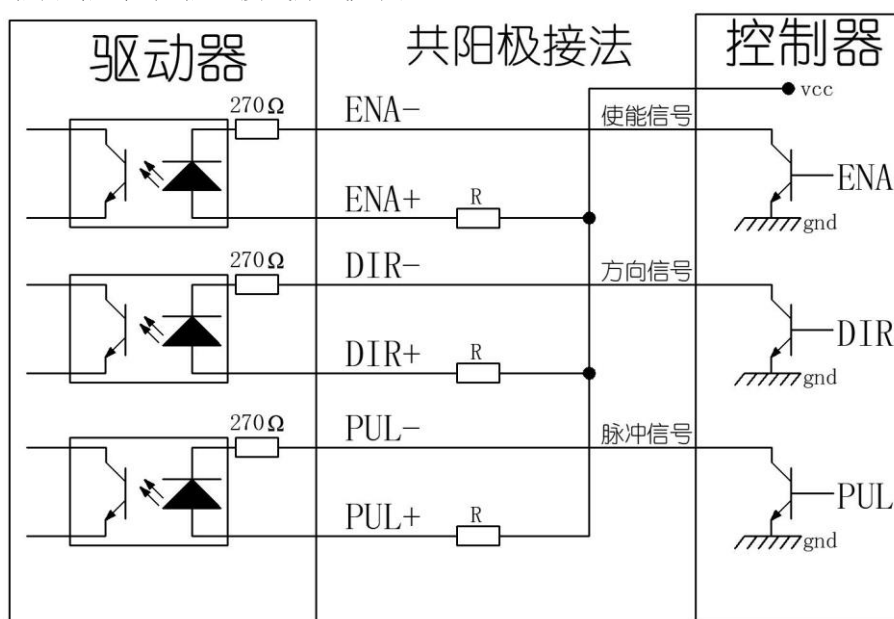 驱动器 共阳极接法 控制器
vcc
270Ω ENA- 使能信号
ENA
ENA+ R
gnd
270Ω DIR- 方向信号
DIR
DIR+ R
gnd
270Ω PUL- 脉冲信号
PUL
PUL+ R
gnd